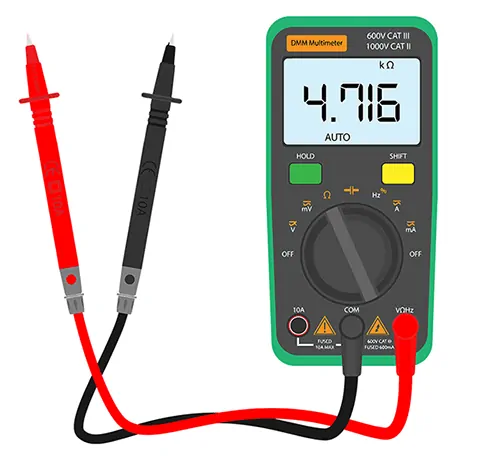 DMM Multimeter
600V CAT III
1000V CAT II
kΩ
4.716
AUTO
HOLD
SHIFT
Ω
Hz%
mV
A
V
mA
OFF
OFF
10A
COM
VΩHz
FUSED
10A MAX
600V CAT III
FUSED 600mA
10A